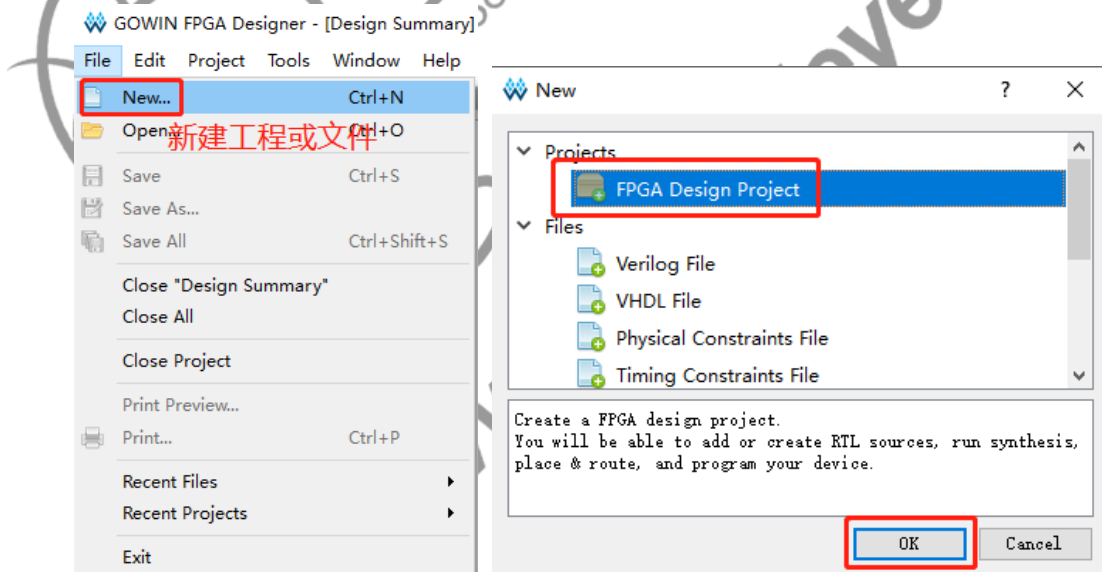 GOWIN FPGA Designer - [Design Summary]
File Edit Project Tools Window Help
New... Ctrl+N
Open... Ctrl+O
新建工程或文件
Save Ctrl+S
Save As...
Save All Ctrl+Shift+S
Close "Design Summary"
Close All
Close Project
Print Preview...
Print... Ctrl+P
Recent Files
Recent Projects
Exit
New
Projects
FPGA Design Project
Files
Verilog File
VHDL File
Physical Constraints File
Timing Constraints File
Create a FPGA design project.
You will be able to add or create RTL sources, run synthesis,
place & route, and program your device.
OK Cancel